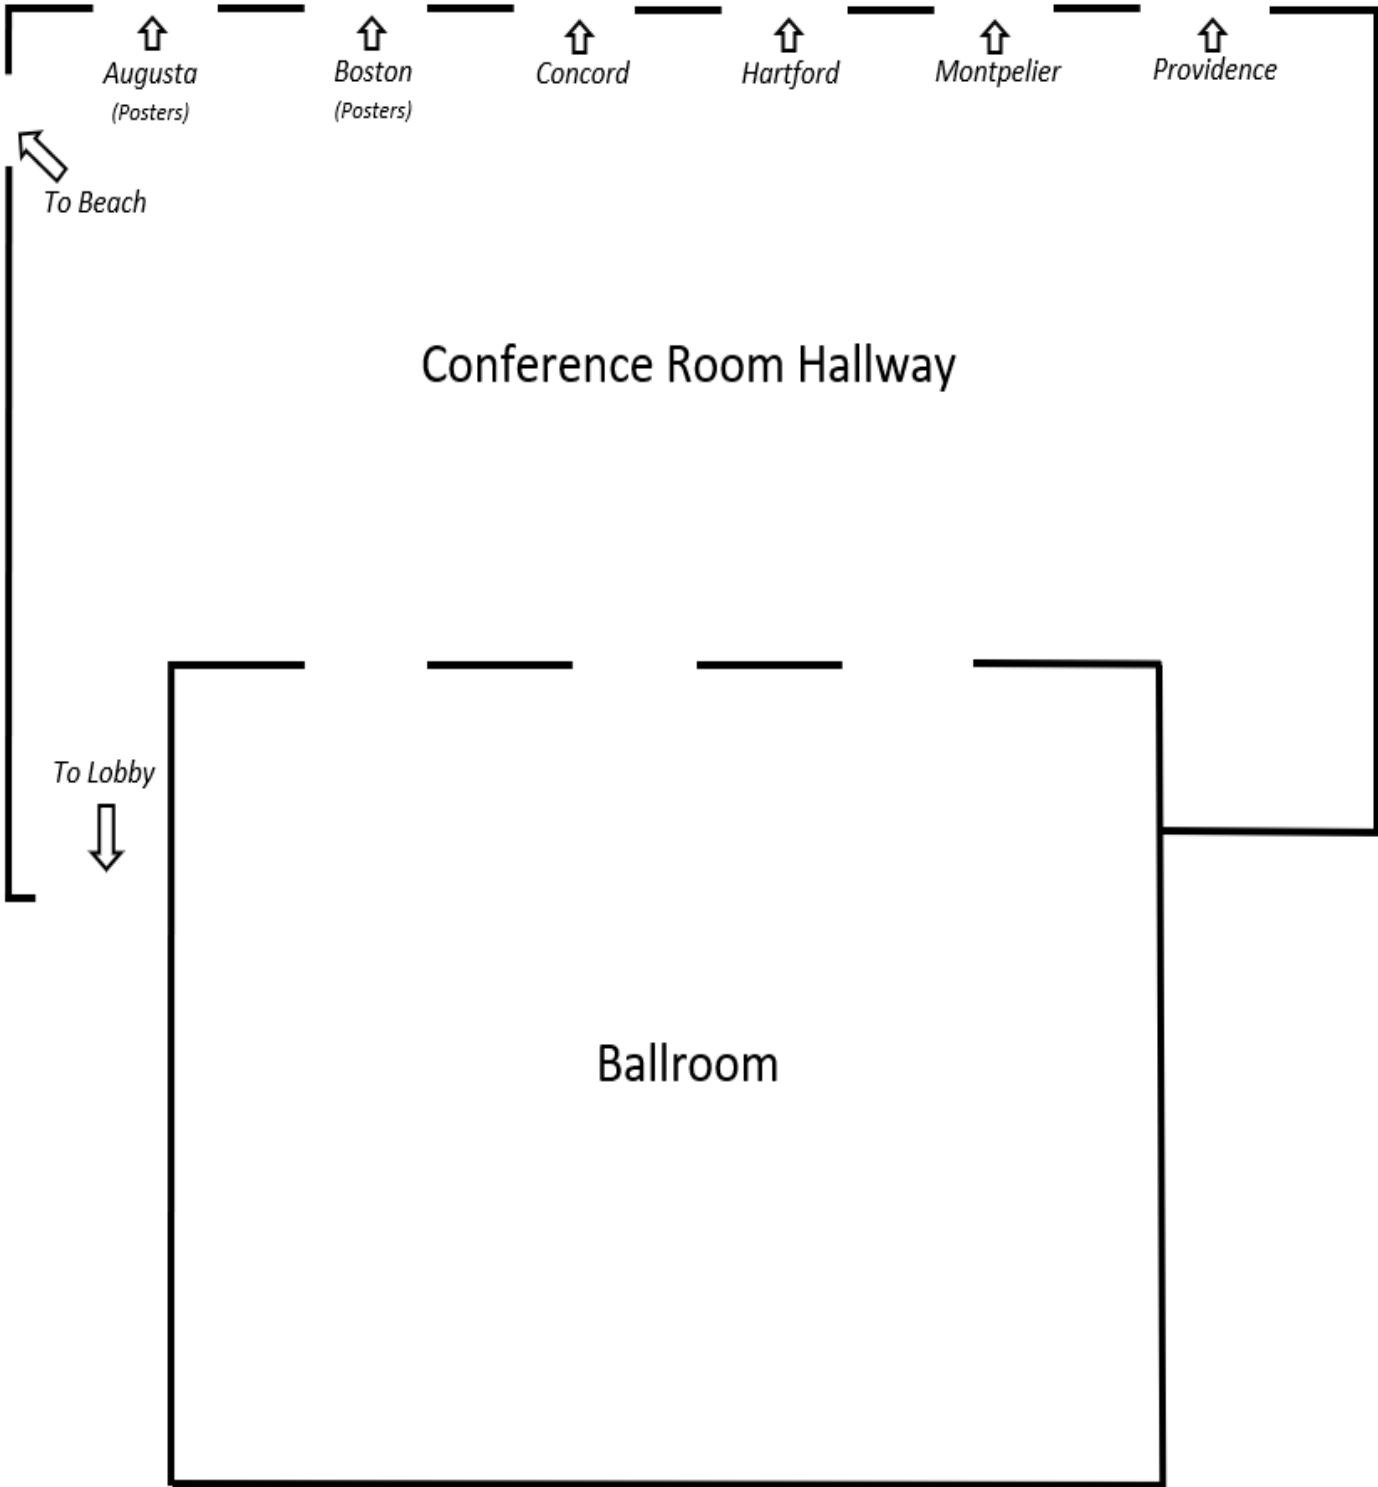 Augusta
(Posters)
Boston
(Posters)
Concord
Hartford
Montpelier
Providence
To Beach
Conference Room Hallway
To Lobby
Ballroom